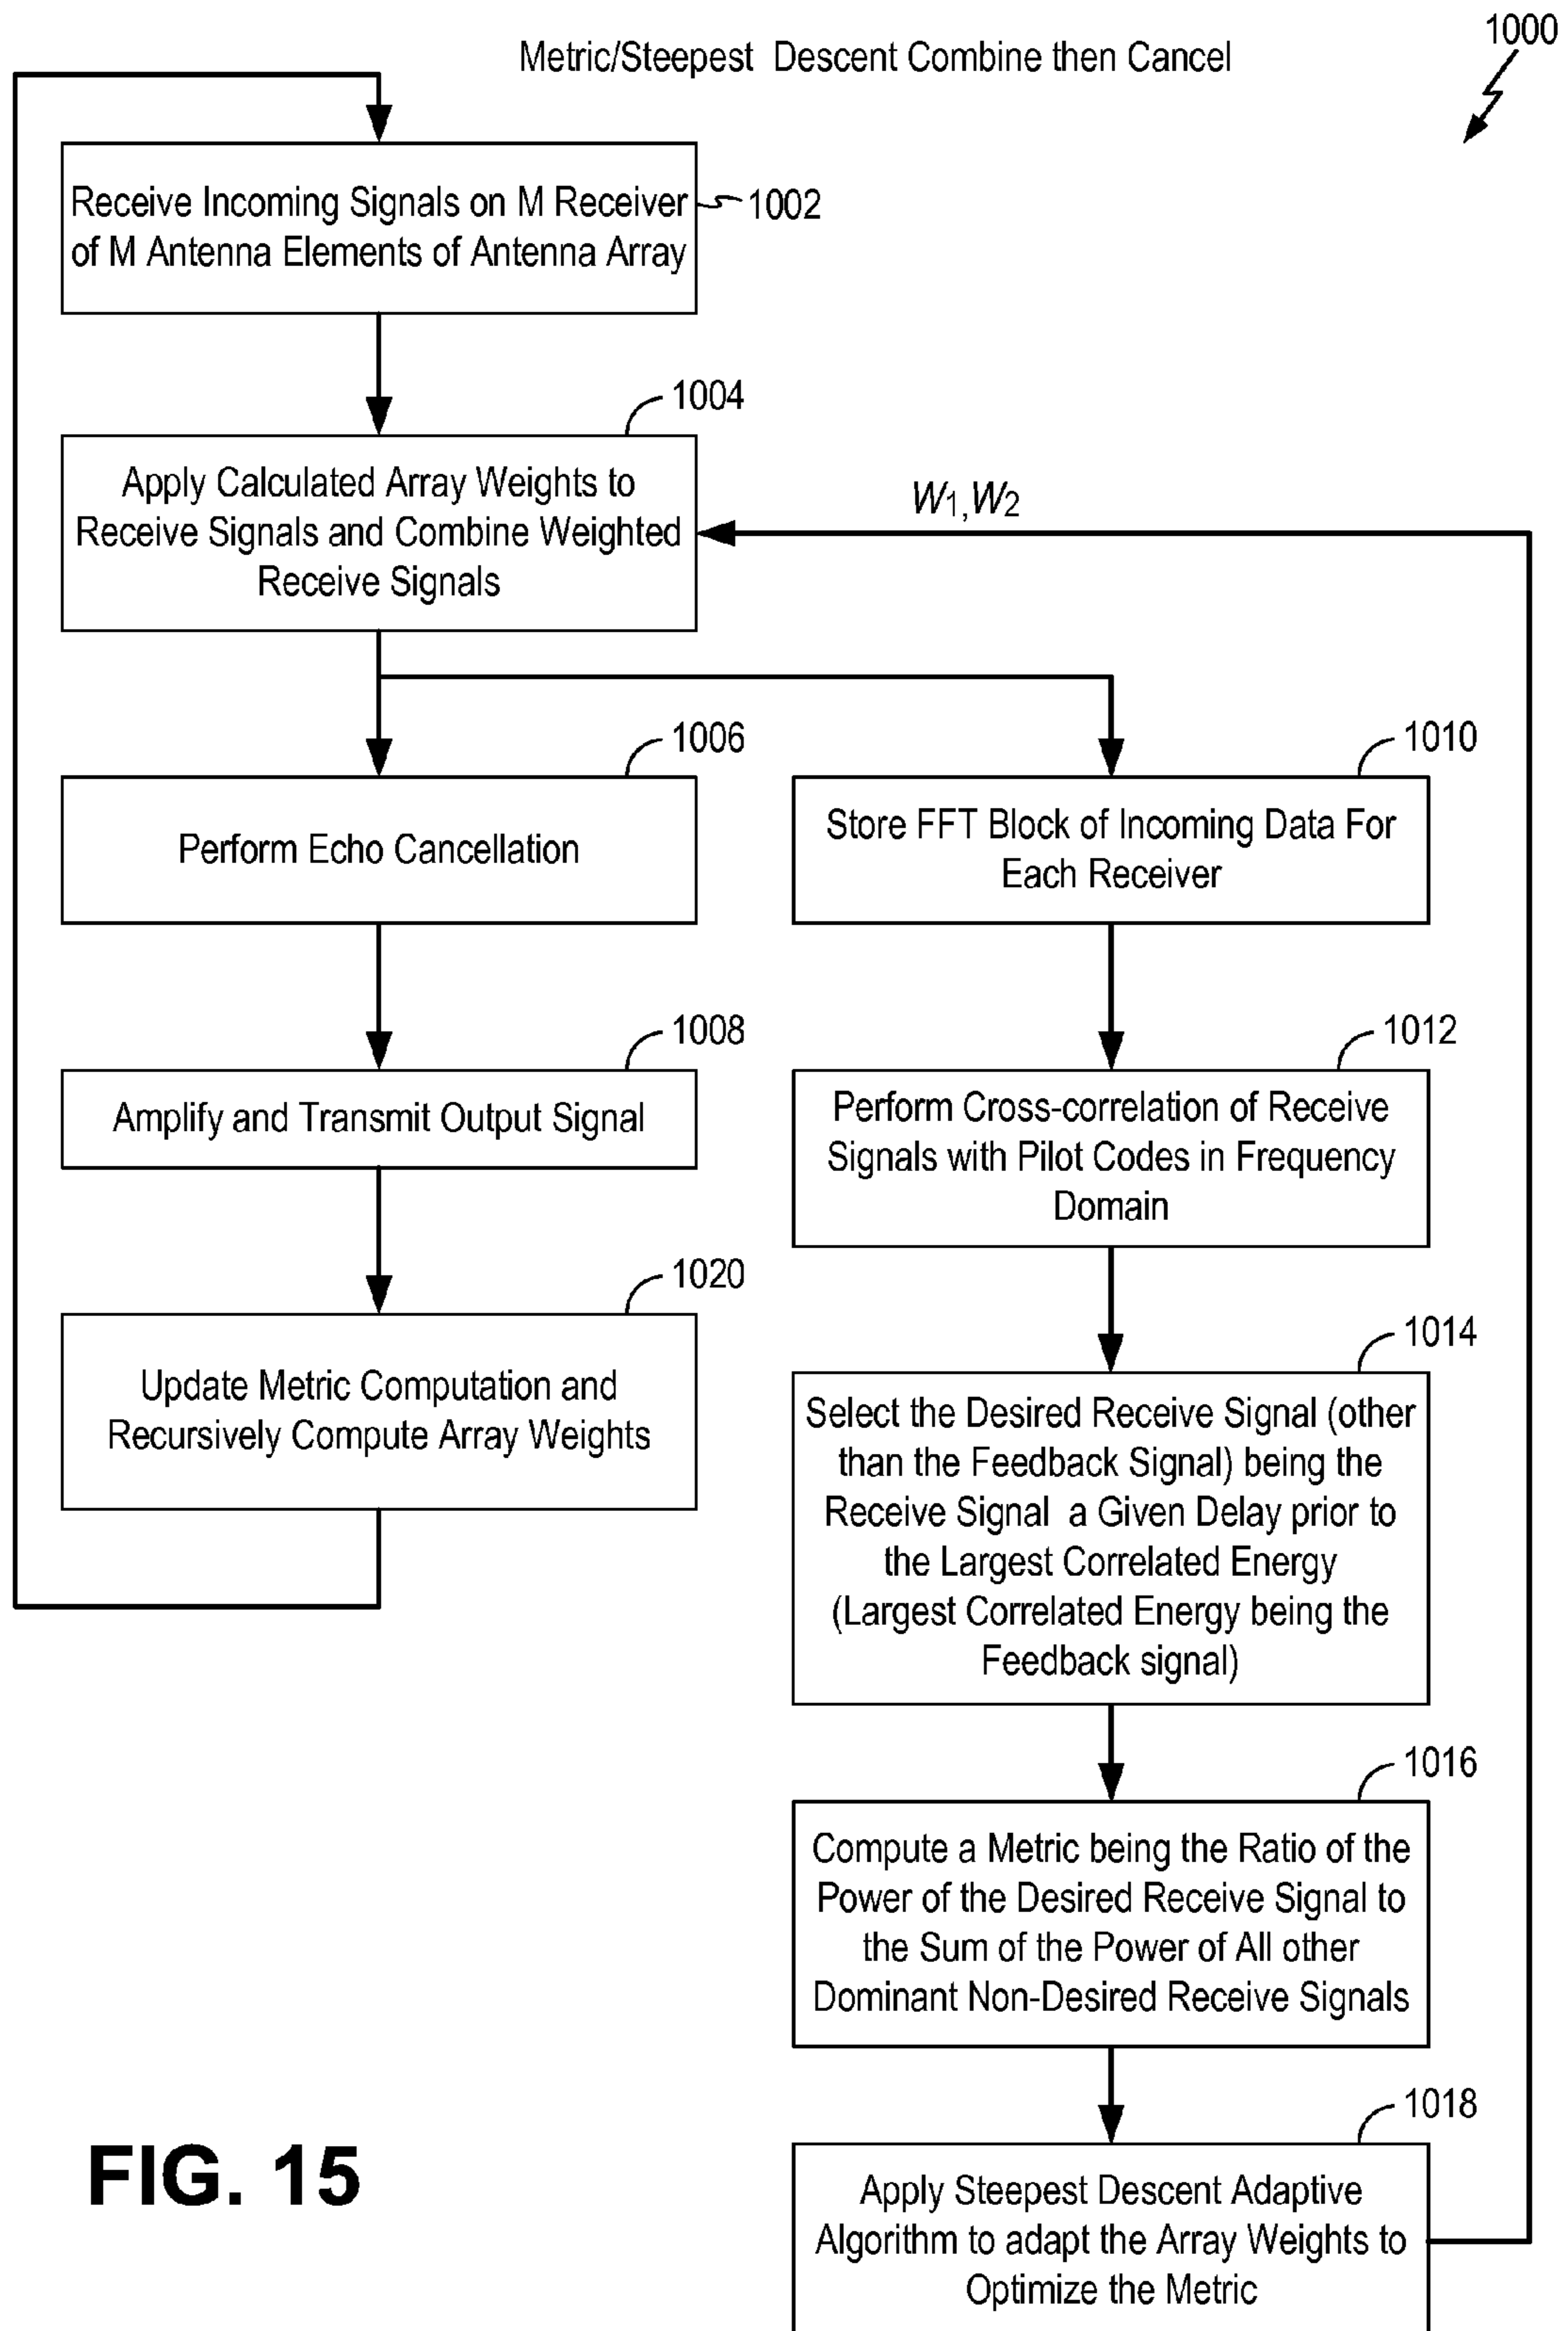 1000
Metric/Steepest Descent Combine then Cancel
Receive Incoming Signals on M Receiver
of M Antenna Elements of Antenna Array
1002
1004
Apply Calculated Array Weights to
Receive Signals and Combine Weighted
Receive Signals
W1,W2
1006
Perform Echo Cancellation
1008
Amplify and Transmit Output Signal
1020
Update Metric Computation and
Recursively Compute Array Weights
1010
Store FFT Block of Incoming Data For
Each Receiver
1012
Perform Cross-correlation of Receive
Signals with Pilot Codes in Frequency
Domain
1014
Select the Desired Receive Signal (other
than the Feedback Signal) being the
Receive Signal a Given Delay prior to
the Largest Correlated Energy
(Largest Correlated Energy being the
Feedback signal)
1016
Compute a Metric being the Ratio of the
Power of the Desired Receive Signal to
the Sum of the Power of All other
Dominant Non-Desired Receive Signals
1018
Apply Steepest Descent Adaptive
Algorithm to adapt the Array Weights to
Optimize the Metric
FIG. 15